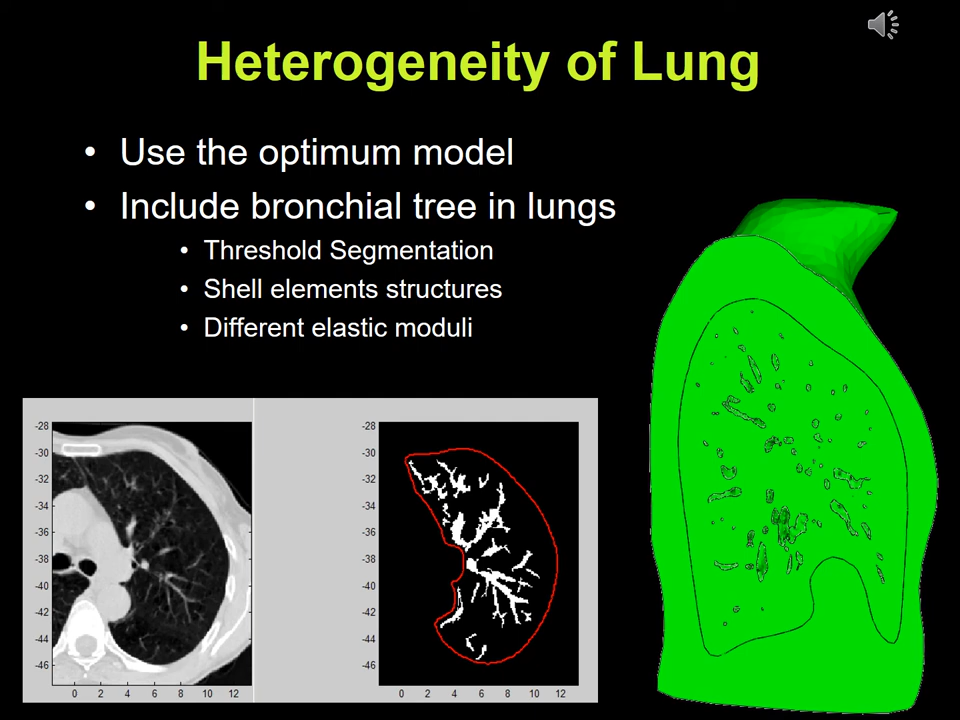 Heterogeneity of Lung
• Use the optimum model
• Include bronchial tree in lungs
• Threshold Segmentation
• Shell elements structures
• Different elastic moduli
-28
-30
-32
-34
-36
-38
-40
-42
-44
-46
0 2 4 6 8 10 12
-28
-30
-32
-34
-36
-38
-40
-42
-44
-46
0 2 4 6 8 10 12